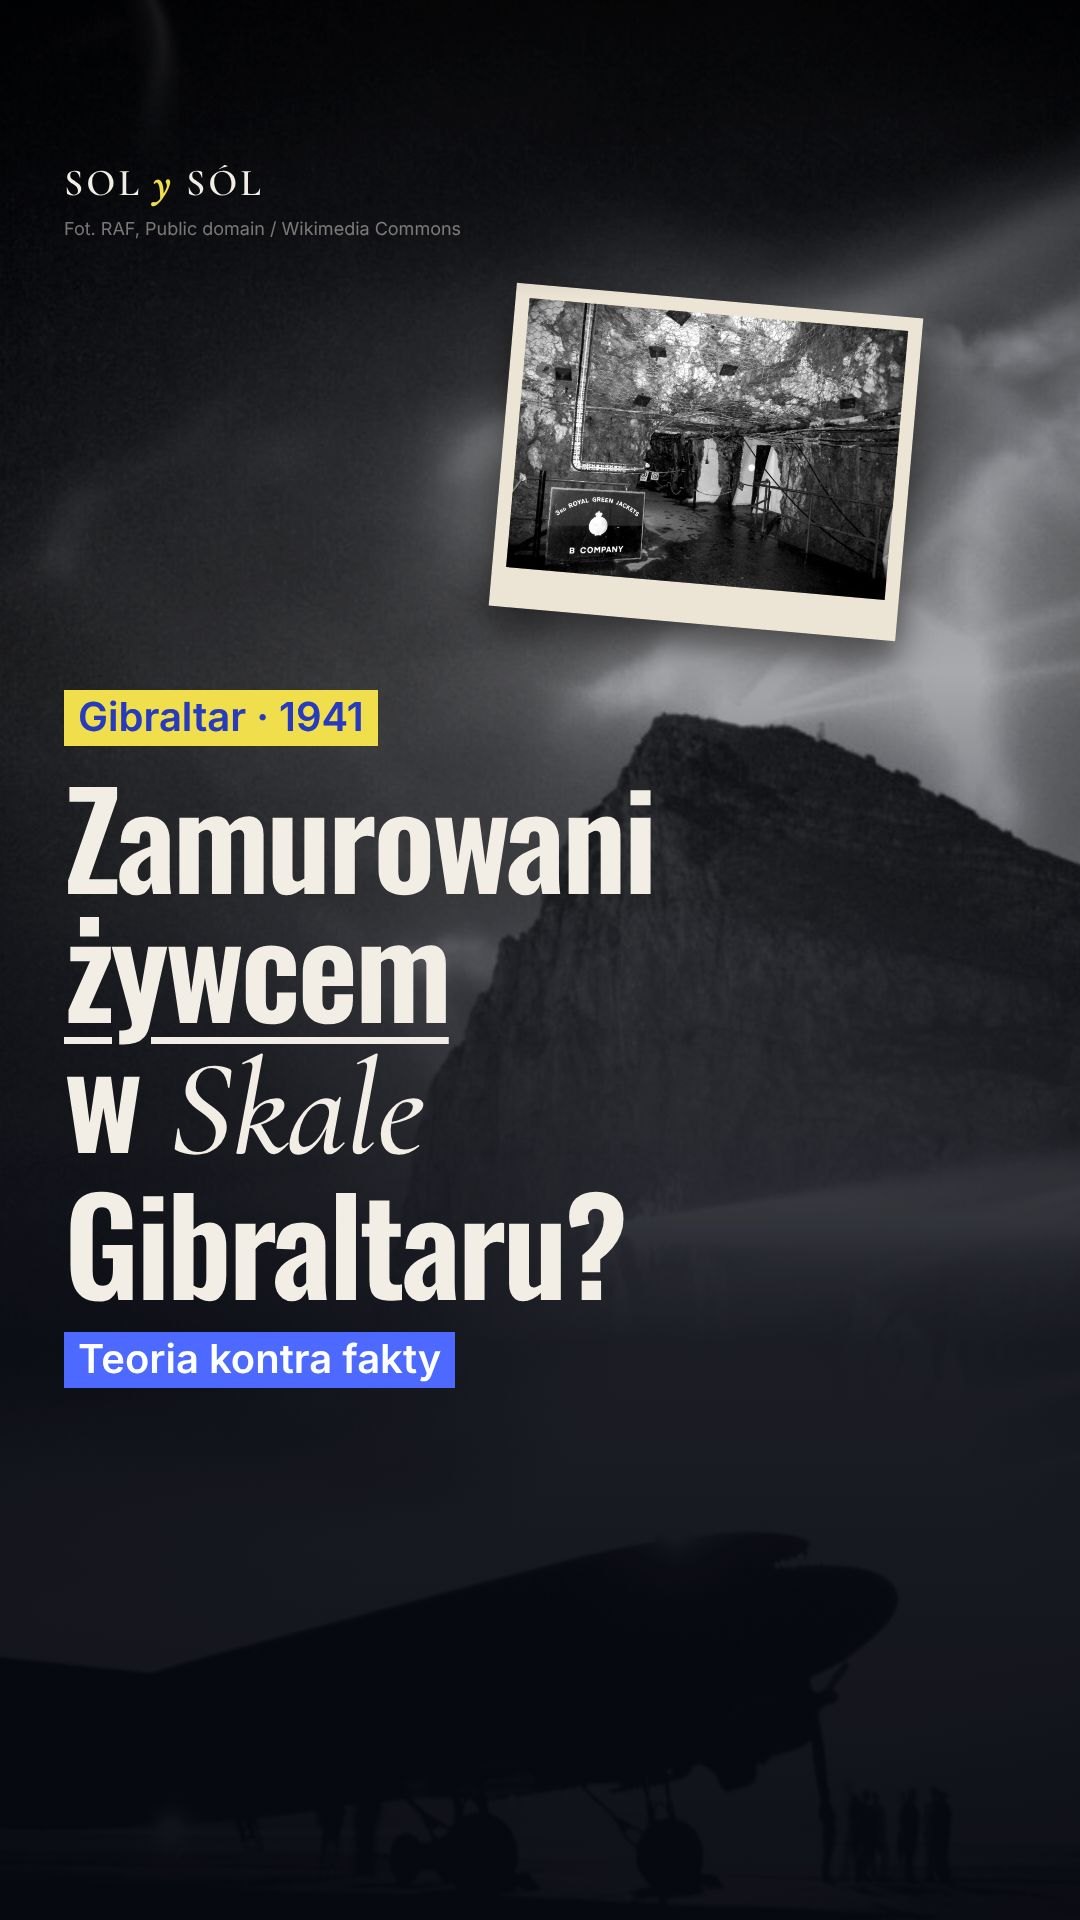 SOL y SÓL
Fot. RAF, Public domain / Wikimedia Commons
3RD ROYAL GREEN JACKETS
B COMPANY
Gibraltar · 1941
Zamurowani
żywcem
w Skale
Gibraltaru?
Teoria kontra fakty